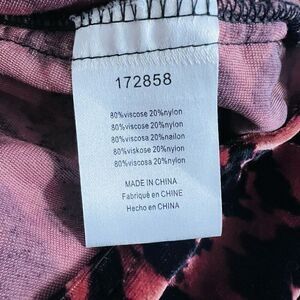 172858
80%viscose 20%nylon
80%viscose 20%nylon
80%viscosa 20%nailon
80%viskose 20%nylon
80%viscosa 20%nylon
MADE IN CHINA
Fabriqué en CHINE
Hecho en CHINA